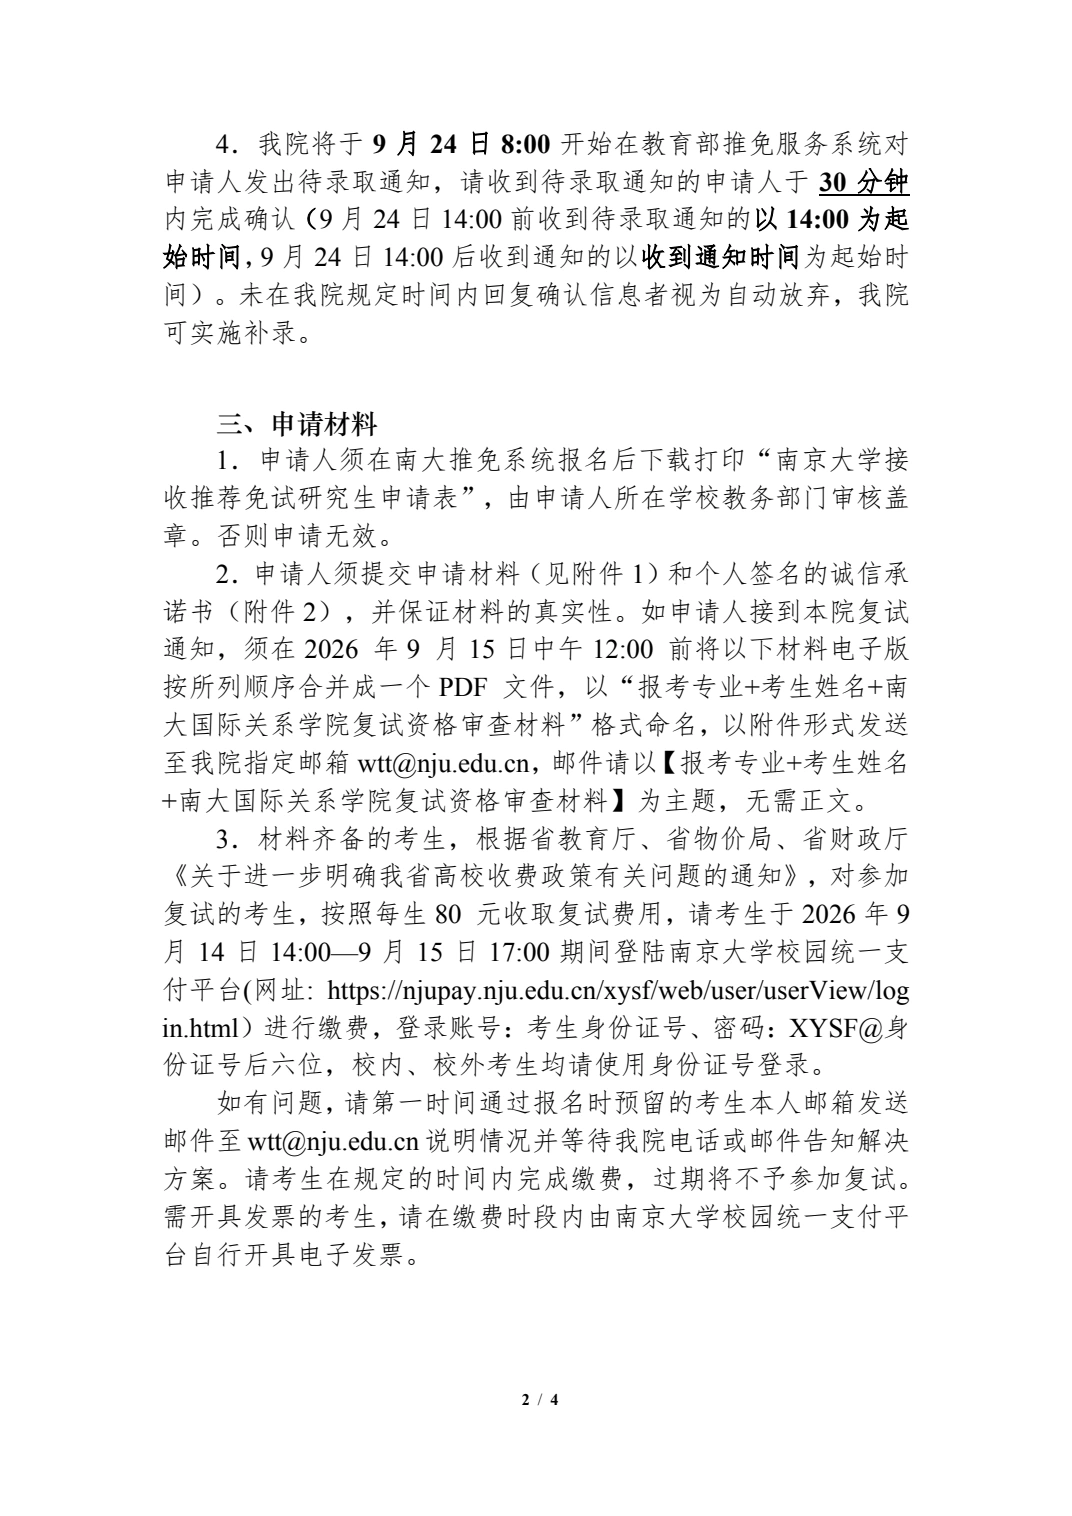 4．我院将于 9 月 24 日 8:00 开始在教育部推免服务系统对
申请人发出待录取通知，请收到待录取通知的申请人于 30 分钟
内完成确认（9 月 24 日 14:00 前收到待录取通知的以 14:00 为起
始时间，9 月 24 日 14:00 后收到通知的以收到通知时间为起始时
间）。未在我院规定时间内回复确认信息者视为自动放弃，我院
可实施补录。
三、申请材料
1．申请人须在南大推免系统报名后下载打印“南京大学接
收推荐免试研究生申请表”，由申请人所在学校教务部门审核盖
章。否则申请无效。
2．申请人须提交申请材料（见附件 1）和个人签名的诚信承
诺书（附件 2），并保证材料的真实性。如申请人接到本院复试
通知，须在 2026 年 9 月 15 日中午 12:00 前将以下材料电子版
按所列顺序合并成一个 PDF 文件，以“报考专业+考生姓名+南
大国际关系学院复试资格审查材料”格式命名，以附件形式发送
至我院指定邮箱 wtt@nju.edu.cn，邮件请以【报考专业+考生姓名
+南大国际关系学院复试资格审查材料】为主题，无需正文。
3．材料齐备的考生，根据省教育厅、省物价局、省财政厅
《关于进一步明确我省高校收费政策有关问题的通知》，对参加
复试的考生，按照每生 80 元收取复试费用，请考生于 2026 年 9
月 14 日 14:00—9 月 15 日 17:00 期间登陆南京大学校园统一支
付平台(网址: https://njupay.nju.edu.cn/xysf/web/user/userView/log
in.html）进行缴费，登录账号：考生身份证号、密码：XYSF@身
份证号后六位，校内、校外考生均请使用身份证号登录。
如有问题，请第一时间通过报名时预留的考生本人邮箱发送
邮件至 wtt@nju.edu.cn 说明情况并等待我院电话或邮件告知解决
方案。请考生在规定的时间内完成缴费，过期将不予参加复试。
需开具发票的考生，请在缴费时段内由南京大学校园统一支付平
台自行开具电子发票。
2 / 4